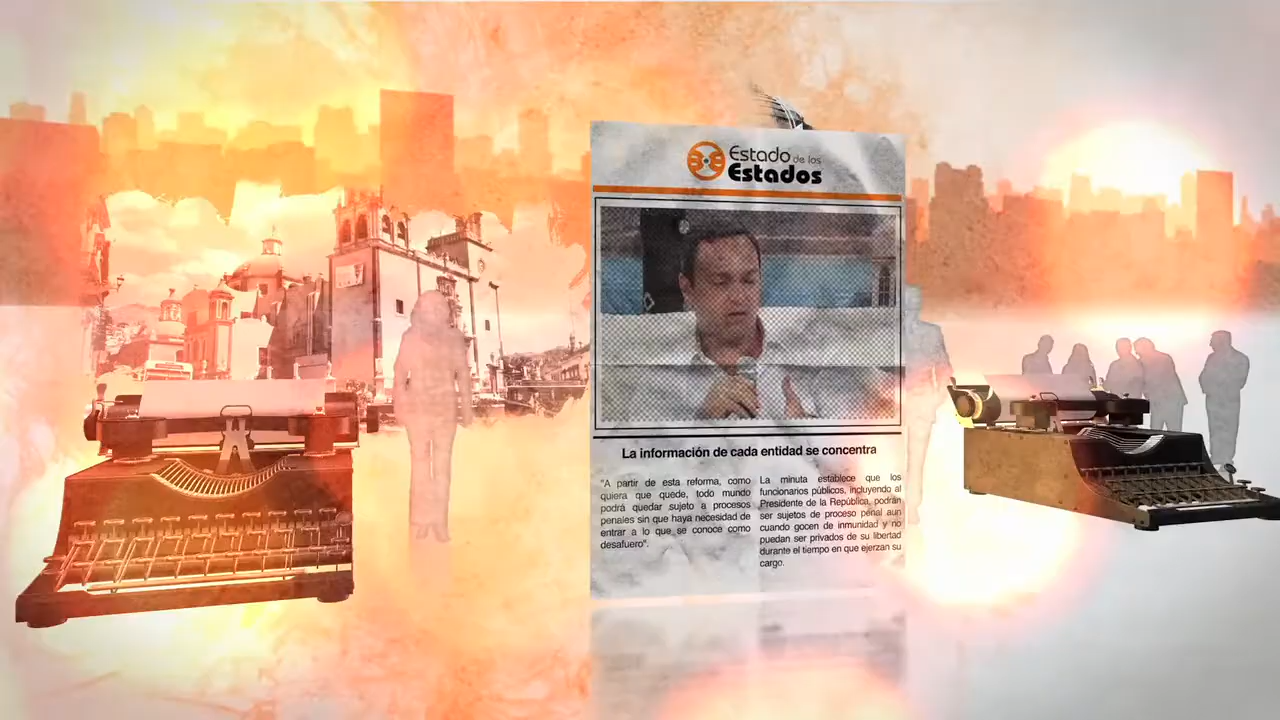 Estado de los
Estados
La información de cada entidad se concentra
"A partir de esta reforma, como
quiera que quede, todo mundo
podrá quedar sujeto a procesos
penales sin que haya necesidad de
entrar a lo que se conoce como
desafuero".
La minuta establece que los
funcionarios públicos, incluyendo al
Presidente de la República, podrán
ser sujetos de proceso penal aun
cuando gocen de inmunidad y no
puedan ser privados de su libertad
durante el tiempo en que ejerzan su
cargo.